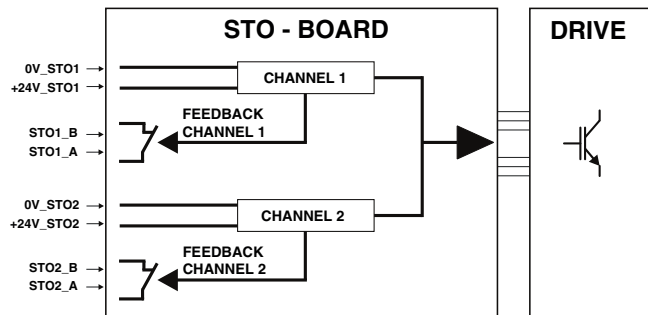 STO - BOARD
DRIVE
0V_STO1
+24V_STO1
CHANNEL 1
FEEDBACK
CHANNEL 1
STO1_B
STO1_A
0V_STO2
+24V_STO2
CHANNEL 2
FEEDBACK
CHANNEL 2
STO2_B
STO2_A